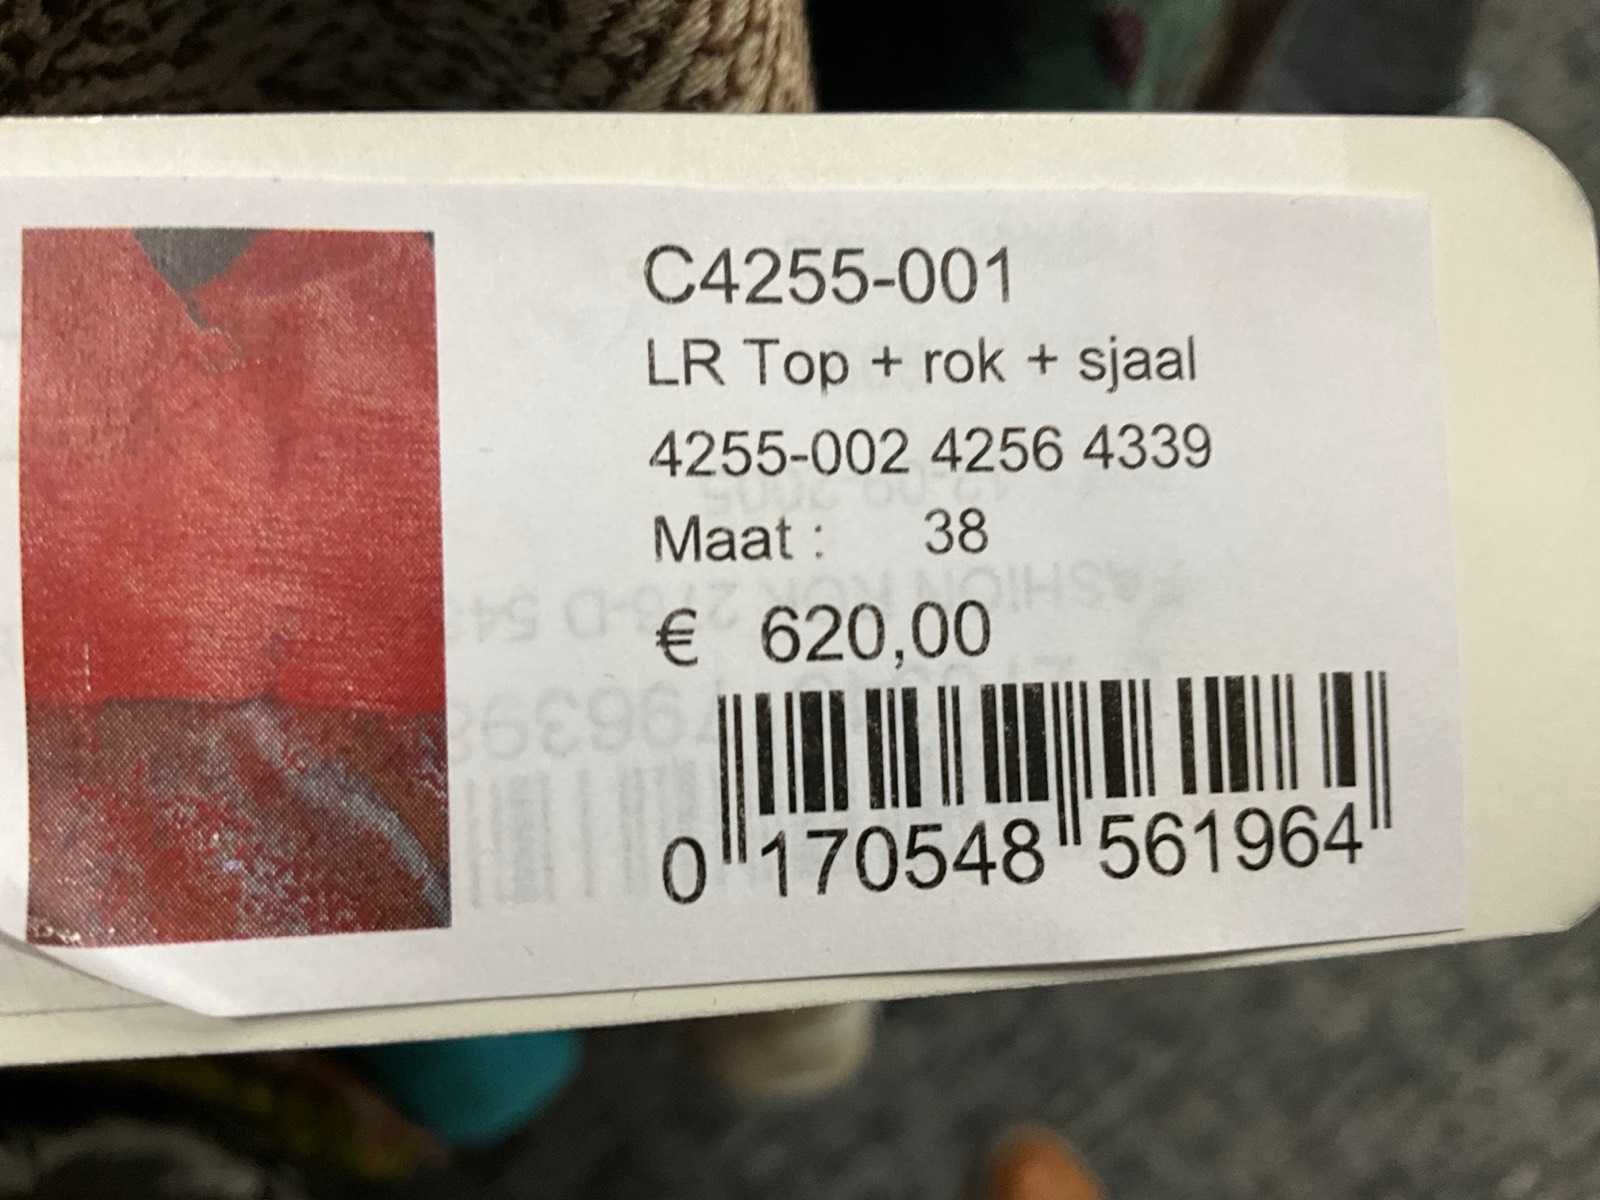 C4255-001
LR Top + rok + sjaal
4255-002 4256 4339
Maat : 38
€ 620,00
0 170548 561964